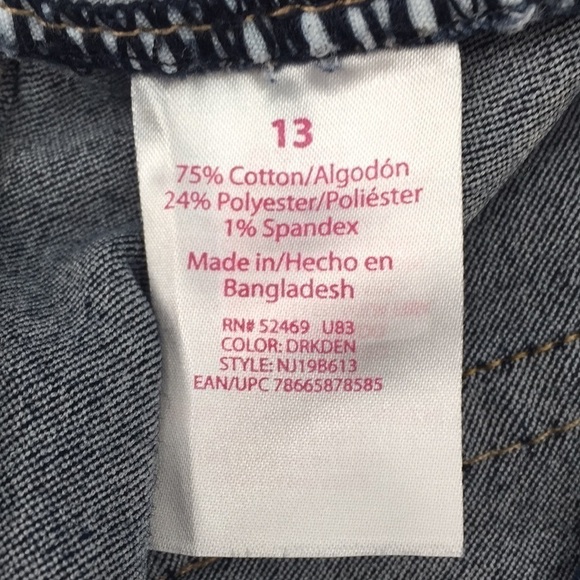 13
75% Cotton/Algodón
24% Polyester/Poliéster
1% Spandex
Made in/Hecho en
Bangladesh
RN# 52469 U83
COLOR: DRKDEN
STYLE: NJ19B613
EAN/UPC 78665878585